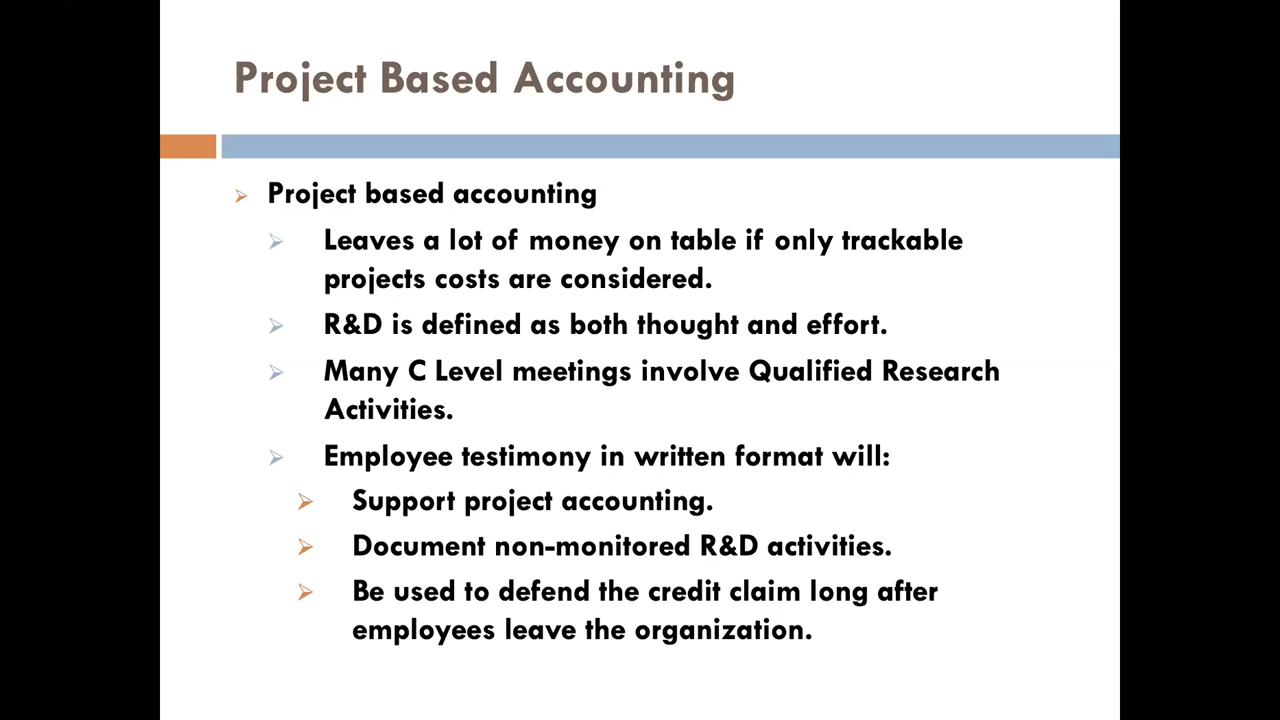 Project Based Accounting
Project based accounting
Leaves a lot of money on table if only trackable
projects costs are considered.
R&D is defined as both thought and effort.
Many C Level meetings involve Qualified Research
Activities.
Employee testimony in written format will:
Support project accounting.
Document non-monitored R&D activities.
Be used to defend the credit claim long after
employees leave the organization.